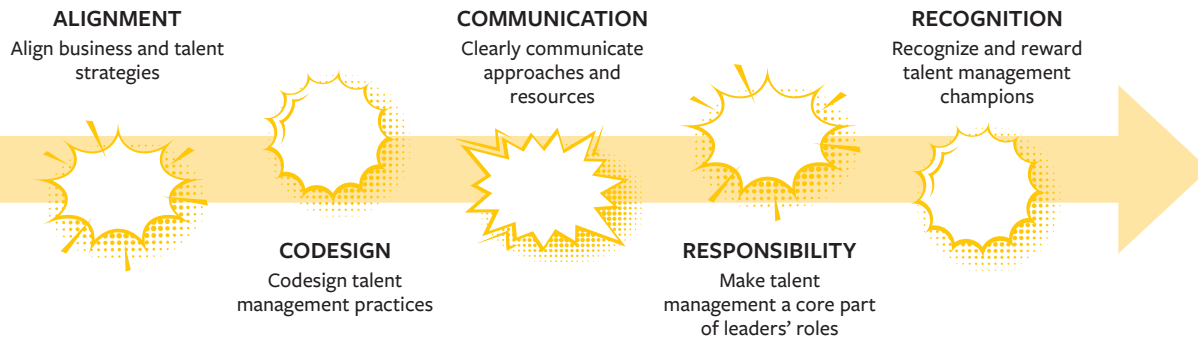 ALIGNMENT
Align business and talent
strategies
CODESIGN
Codesign talent
management practices
COMMUNICATION
Clearly communicate
approaches and
resources
RESPONSIBILITY
Make talent
management a core part
of leaders’ roles
RECOGNITION
Recognize and reward
talent management
champions